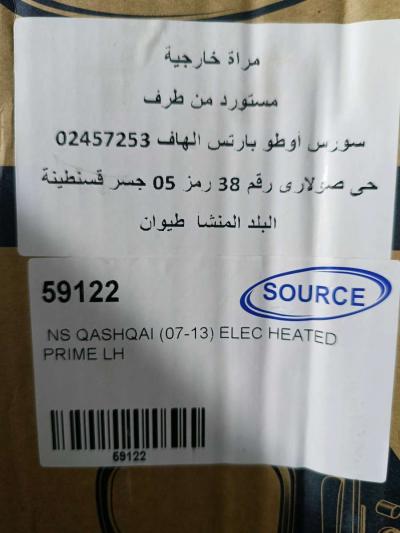 مراة خارجية
مستورد من طرف
سورس أوطو بارتس الهاف 02457253
حي صولارى رقم 38 رمز 05 جسر قسنطينة
البلد المنشا طيوان
59122
SOURCE
NS QASHQAI (07-13) ELEC HEATED
PRIME LH
59122